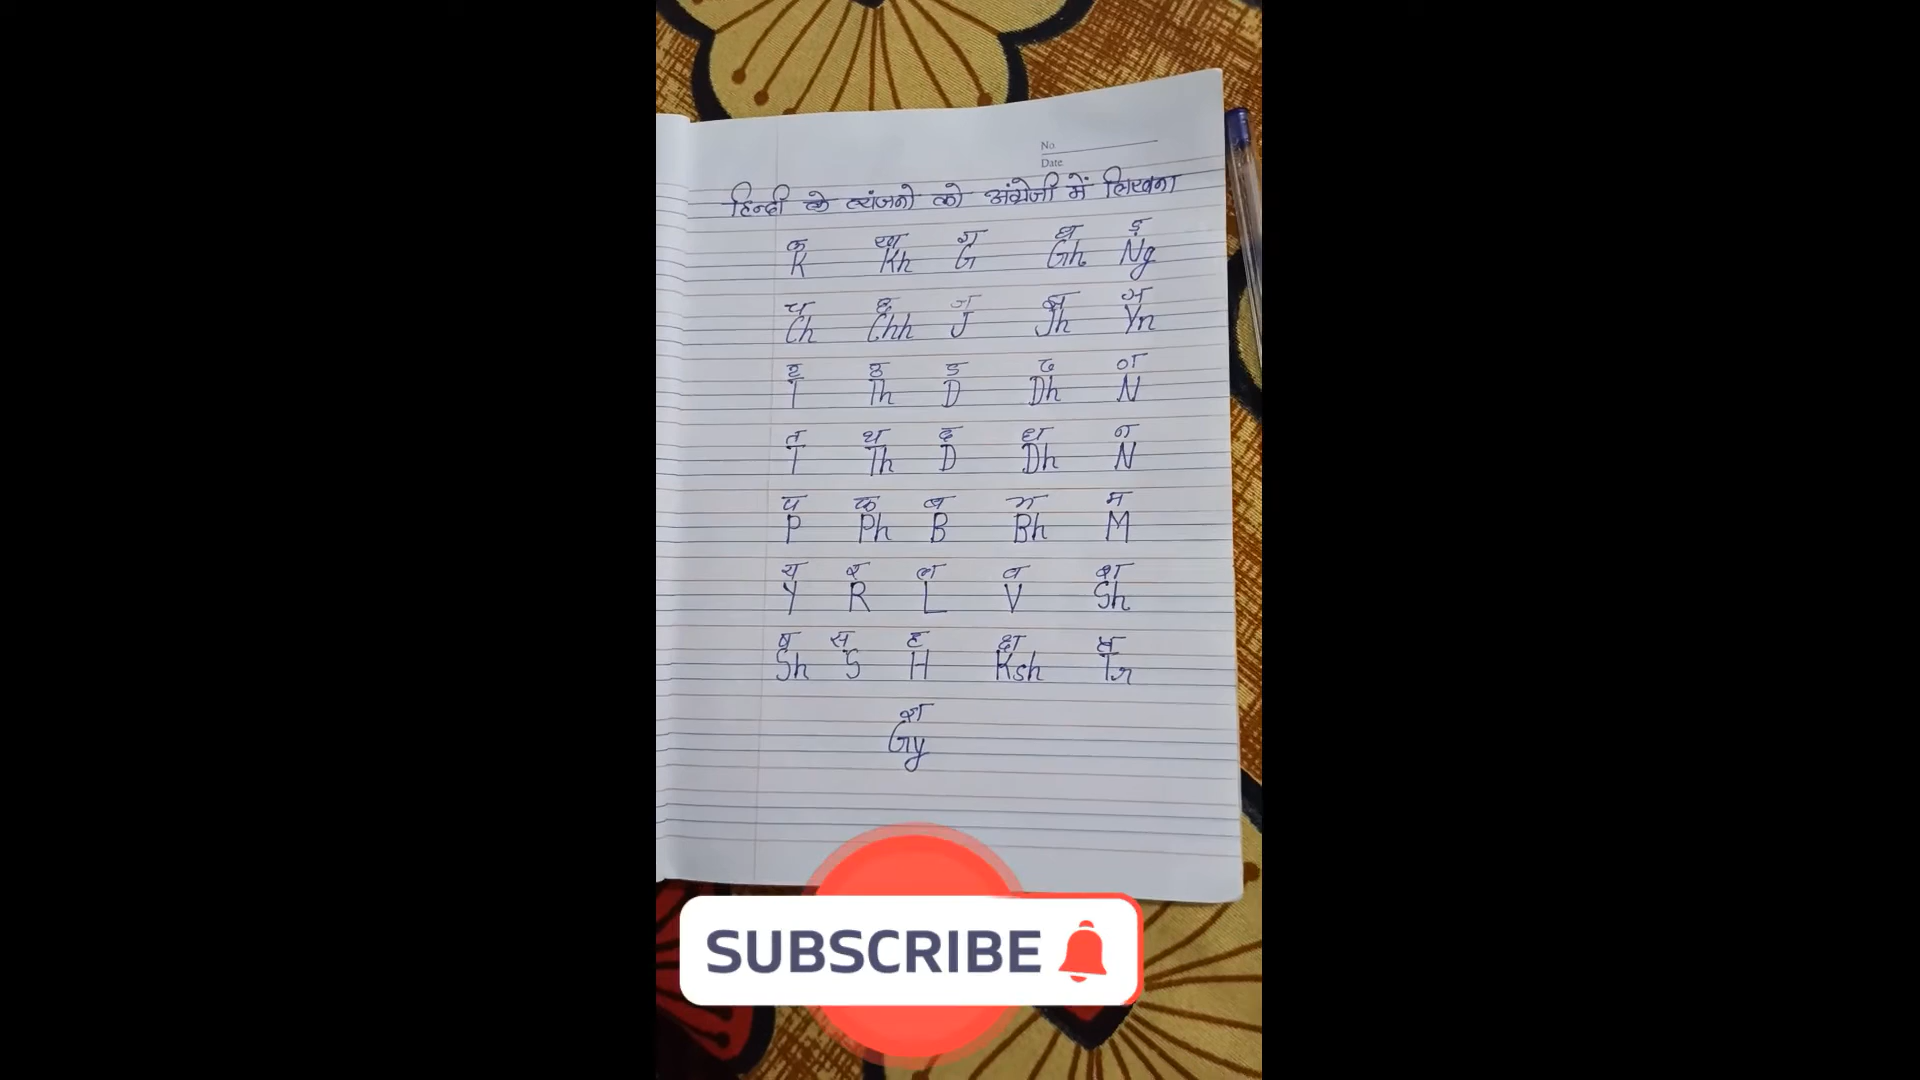 No.
Date
हिन्दी के व्यंजनो को अंग्रेजी में लिखना
क ख ग घ ङ
K Kh G Gh Ng
च छ ज झ ञ
Ch Chh J Jh Yn
ट ठ ड ढ ण
T Th D Dh N
त थ द ध न
T Th D Dh N
प फ ब भ म
P Ph B Bh M
य र ल व श
Y R L V Sh
ष स ह क्ष त्र
Sh S H Ksh Tr
ज्ञ
Gy
SUBSCRIBE